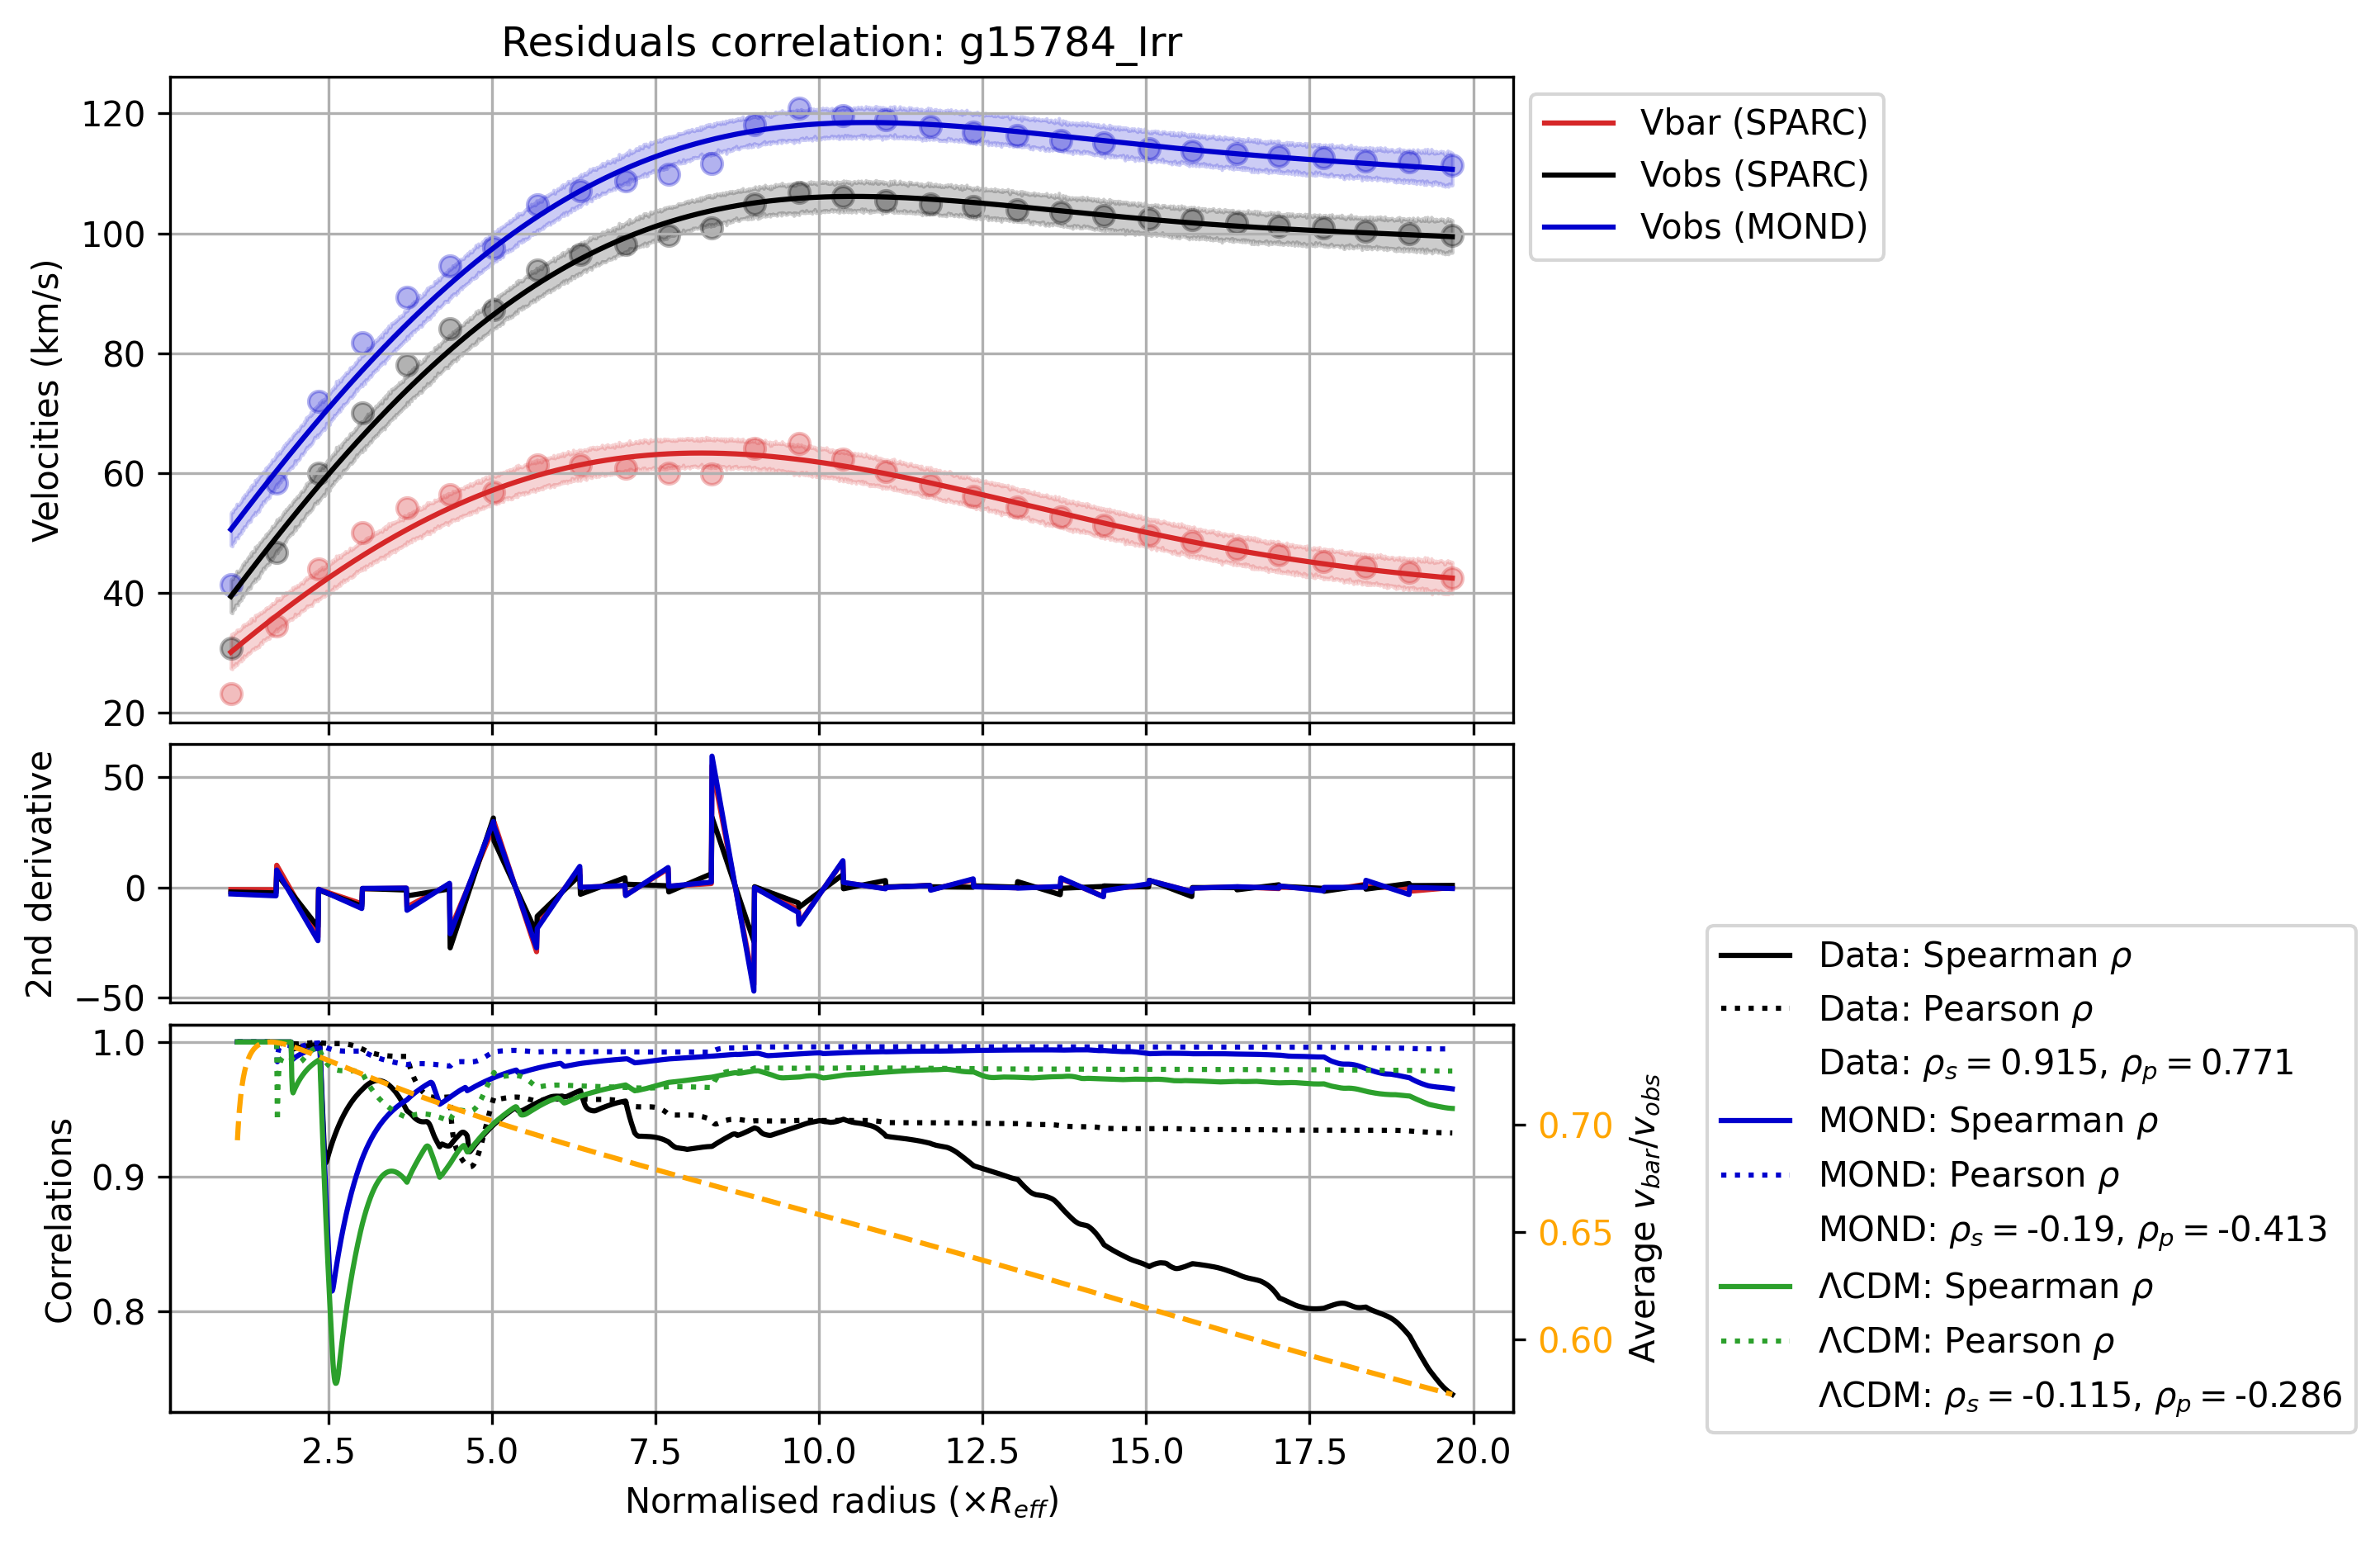 Residuals correlation: g15784_Irr
Velocities (km/s)
120
100
80
60
40
20
Vbar (SPARC)
Vobs (SPARC)
Vobs (MOND)
2nd derivative
50
0
−50
Correlations
1.0
0.9
0.8
0.70
0.65
0.60
Average v_bar/v_obs
2.5 5.0 7.5 10.0 12.5 15.0 17.5 20.0
Normalised radius (×R_eff)
Data: Spearman ρ
Data: Pearson ρ
Data: ρ_s = 0.915, ρ_p = 0.771
MOND: Spearman ρ
MOND: Pearson ρ
MOND: ρ_s = -0.19, ρ_p = -0.413
ΛCDM: Spearman ρ
ΛCDM: Pearson ρ
ΛCDM: ρ_s = -0.115, ρ_p = -0.286